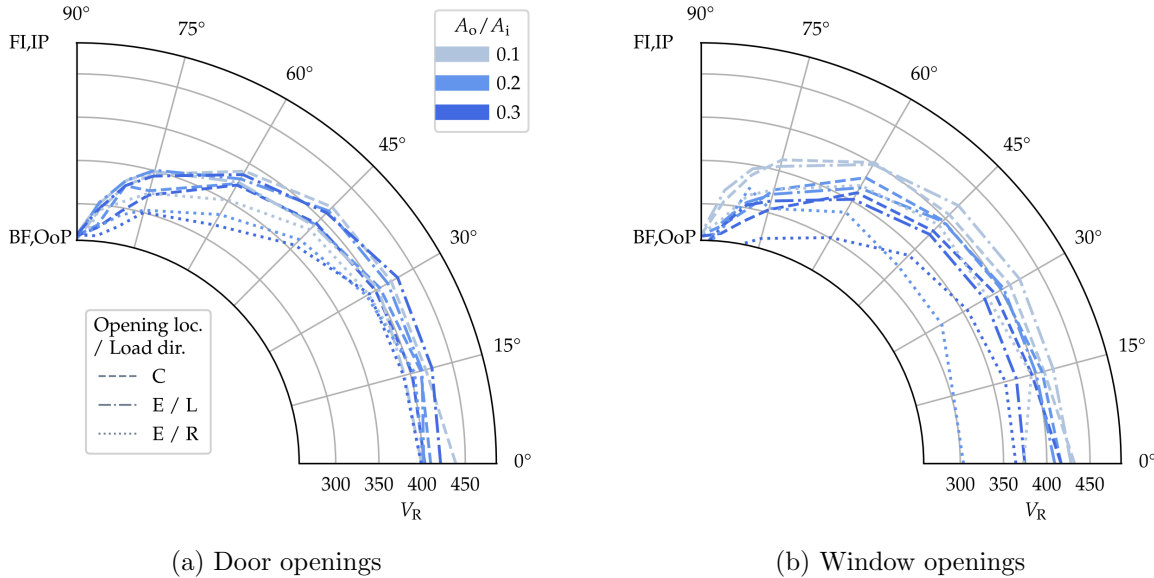 90°
75°
60°
45°
30°
15°
0°
FI,IP
BF,OoP
A_o/A_i
0.1
0.2
0.3
Opening loc.
/ Load dir.
C
E / L
E / R
300 350 400 450
V_R
(a) Door openings
90°
75°
60°
45°
30°
15°
0°
FI,IP
BF,OoP
300 350 400 450
V_R
(b) Window openings